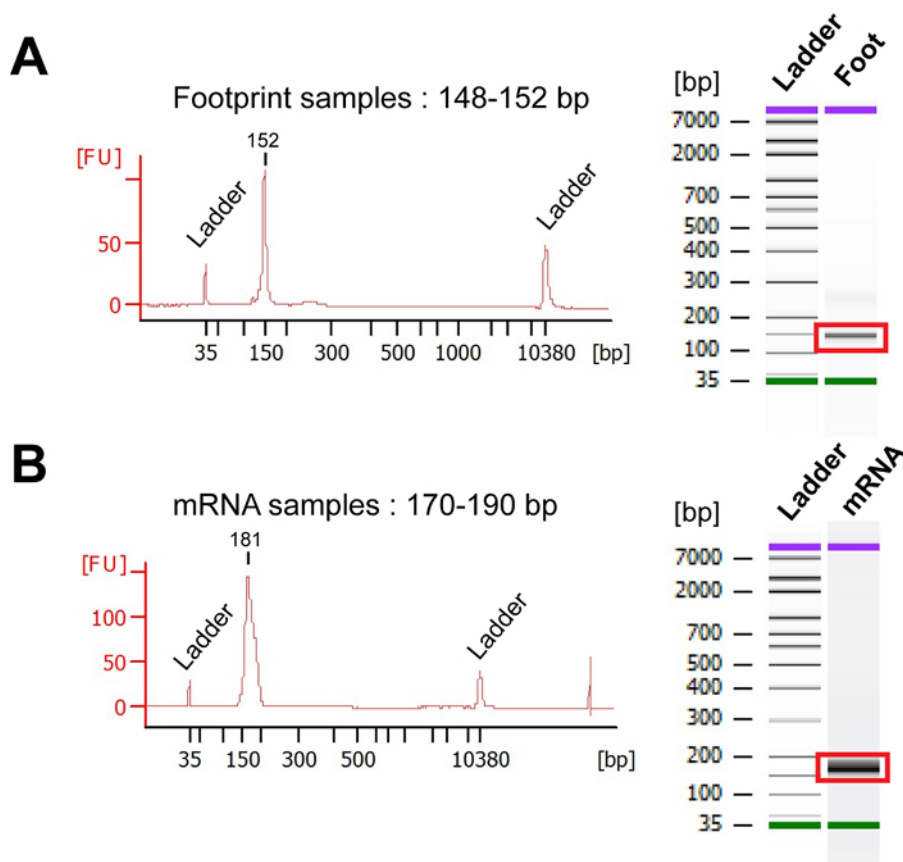 A
Footprint samples : 148-152 bp
152
[FU]
Ladder
Ladder
50
0
35 150 300 500 1000 10380 [bp]
Ladder
Foot
[bp]
7000
2000
700
500
400
300
200
100
35
B
mRNA samples : 170-190 bp
181
[FU]
Ladder
Ladder
100
50
0
35 150 300 500 10380 [bp]
Ladder
mRNA
[bp]
7000
2000
700
500
400
300
200
100
35